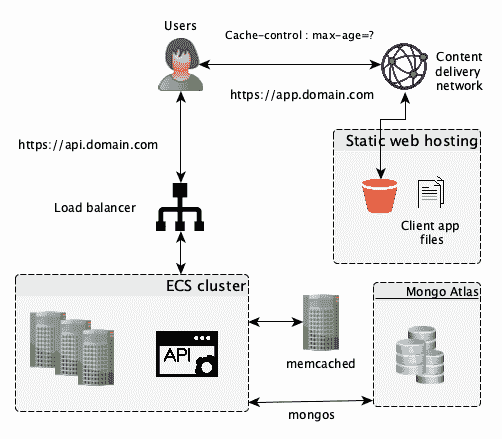 Users
Cache-control : max-age=?
Content
delivery
network
https://app.domain.com
https://api.domain.com
Static web hosting
Load balancer
Client app
files
ECS cluster
Mongo Atlas
API
memcached
mongos